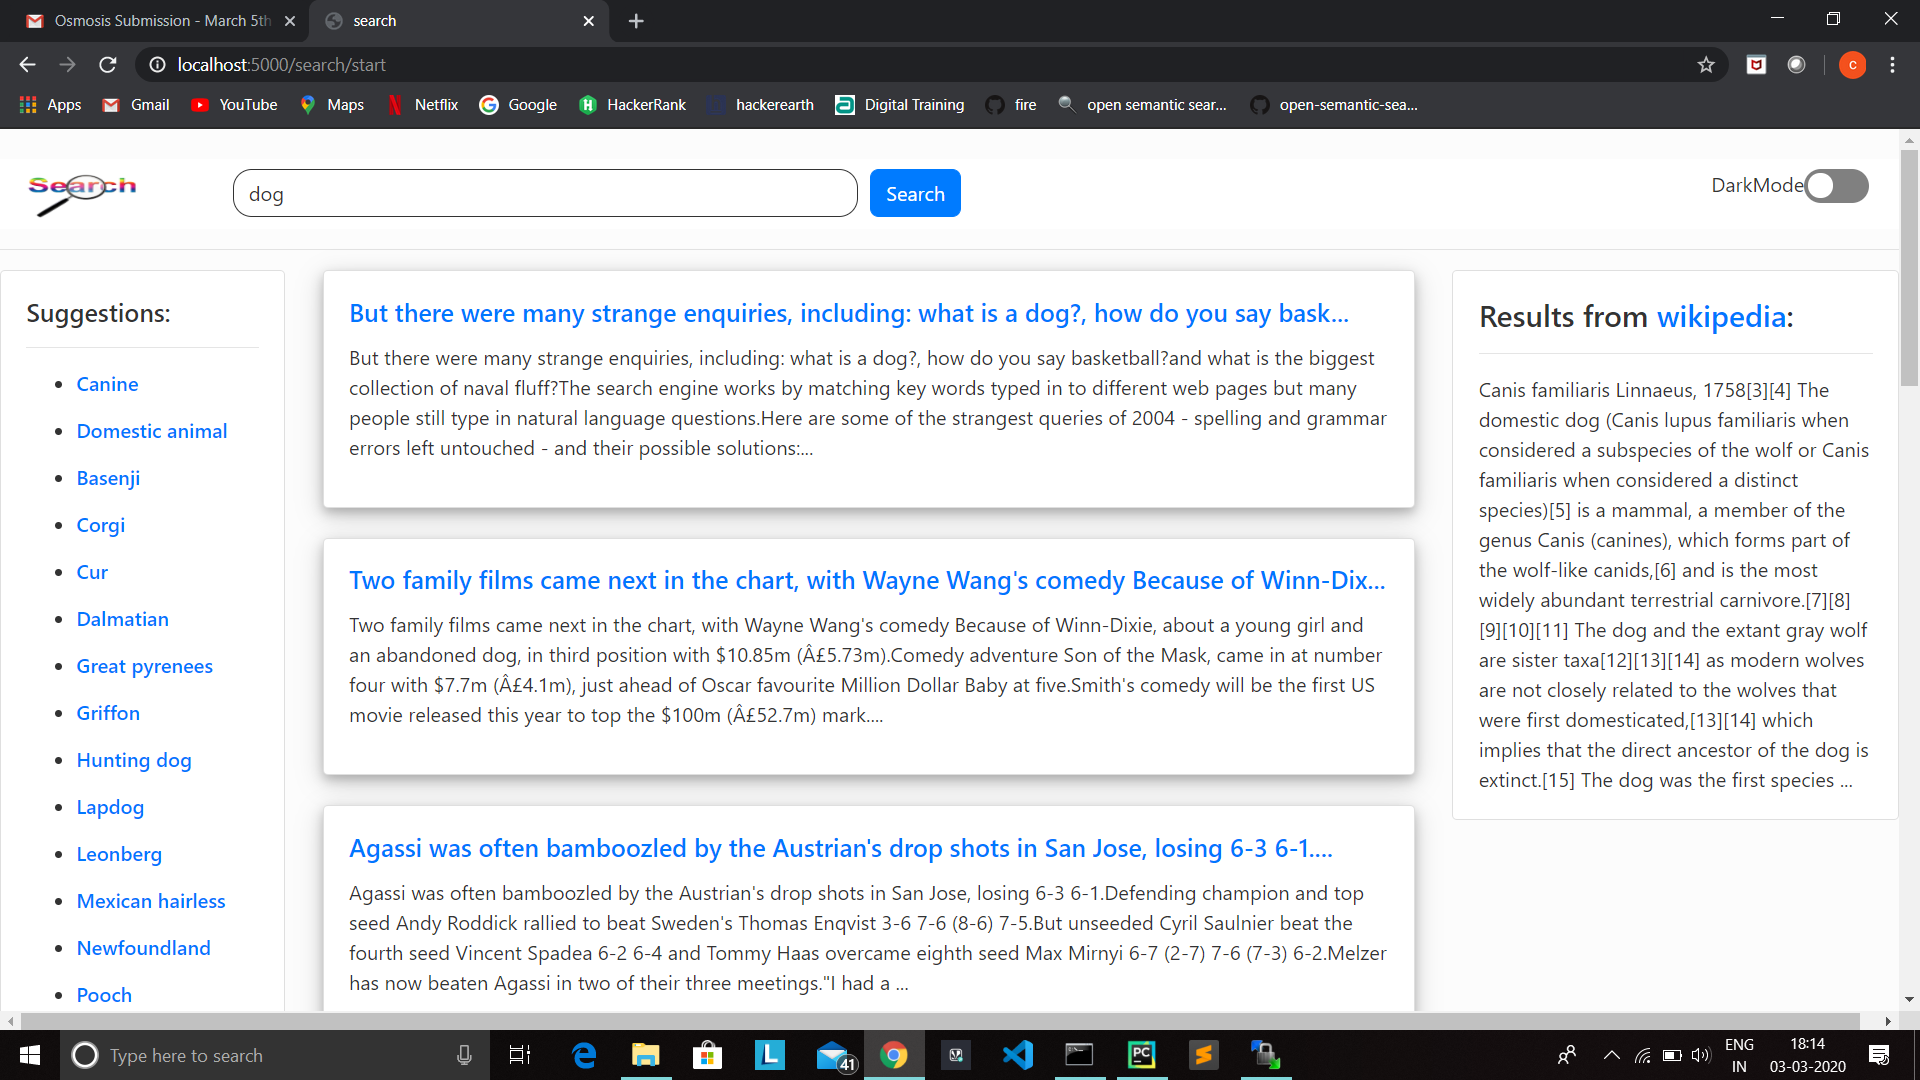 Osmosis Submission - March 5th
search
localhost:5000/search/start
Apps
Gmail
YouTube
Maps
Netflix
Google
HackerRank
hackerearth
Digital Training
fire
open semantic sear...
open-semantic-sea...
c
Search
dog
Search
DarkMode
Suggestions:
Canine
Domestic animal
Basenji
Corgi
Cur
Dalmatian
Great pyrenees
Griffon
Hunting dog
Lapdog
Leonberg
Mexican hairless
Newfoundland
Pooch
But there were many strange enquiries, including: what is a dog?, how do you say bask...
But there were many strange enquiries, including: what is a dog?, how do you say basketball?and what is the biggest
collection of naval fluff?The search engine works by matching key words typed in to different web pages but many
people still type in natural language questions.Here are some of the strangest queries of 2004 - spelling and grammar
errors left untouched - and their possible solutions:...
Two family films came next in the chart, with Wayne Wang's comedy Because of Winn-Dix...
Two family films came next in the chart, with Wayne Wang's comedy Because of Winn-Dixie, about a young girl and
an abandoned dog, in third position with $10.85m (Â£5.73m).Comedy adventure Son of the Mask, came in at number
four with $7.7m (Â£4.1m), just ahead of Oscar favourite Million Dollar Baby at five.Smith's comedy will be the first US
movie released this year to top the $100m (Â£52.7m) mark....
Agassi was often bamboozled by the Austrian's drop shots in San Jose, losing 6-3 6-1....
Agassi was often bamboozled by the Austrian's drop shots in San Jose, losing 6-3 6-1.Defending champion and top
seed Andy Roddick rallied to beat Sweden's Thomas Enqvist 3-6 7-6 (8-6) 7-5.But unseeded Cyril Saulnier beat the
fourth seed Vincent Spadea 6-2 6-4 and Tommy Haas overcame eighth seed Max Mirnyi 6-7 (2-7) 7-6 (7-3) 6-2.Melzer
has now beaten Agassi in two of their three meetings."I had a ...
Results from wikipedia:
Canis familiaris Linnaeus, 1758[3][4] The
domestic dog (Canis lupus familiaris when
considered a subspecies of the wolf or Canis
familiaris when considered a distinct
species)[5] is a mammal, a member of the
genus Canis (canines), which forms part of
the wolf-like canids,[6] and is the most
widely abundant terrestrial carnivore.[7][8]
[9][10][11] The dog and the extant gray wolf
are sister taxa[12][13][14] as modern wolves
are not closely related to the wolves that
were first domesticated,[13][14] which
implies that the direct ancestor of the dog is
extinct.[15] The dog was the first species ...
Type here to search
L
41
PC
ENG
IN
18:14
03-03-2020